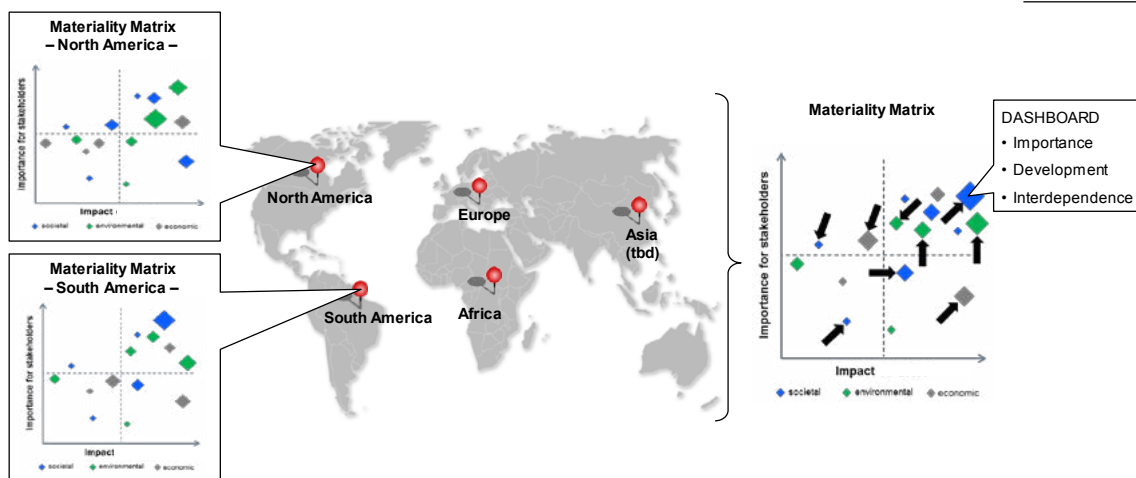 Materiality Matrix
– North America –
Importance for stakeholders
Impact
societal
environmental
economic
Materiality Matrix
– South America –
Importance for stakeholders
Impact
societal
environmental
economic
North America
South America
Europe
Africa
Asia
(tbd)
Materiality Matrix
Importance for stakeholders
Impact
societal
environmental
economic
DASHBOARD
• Importance
• Development
• Interdependence